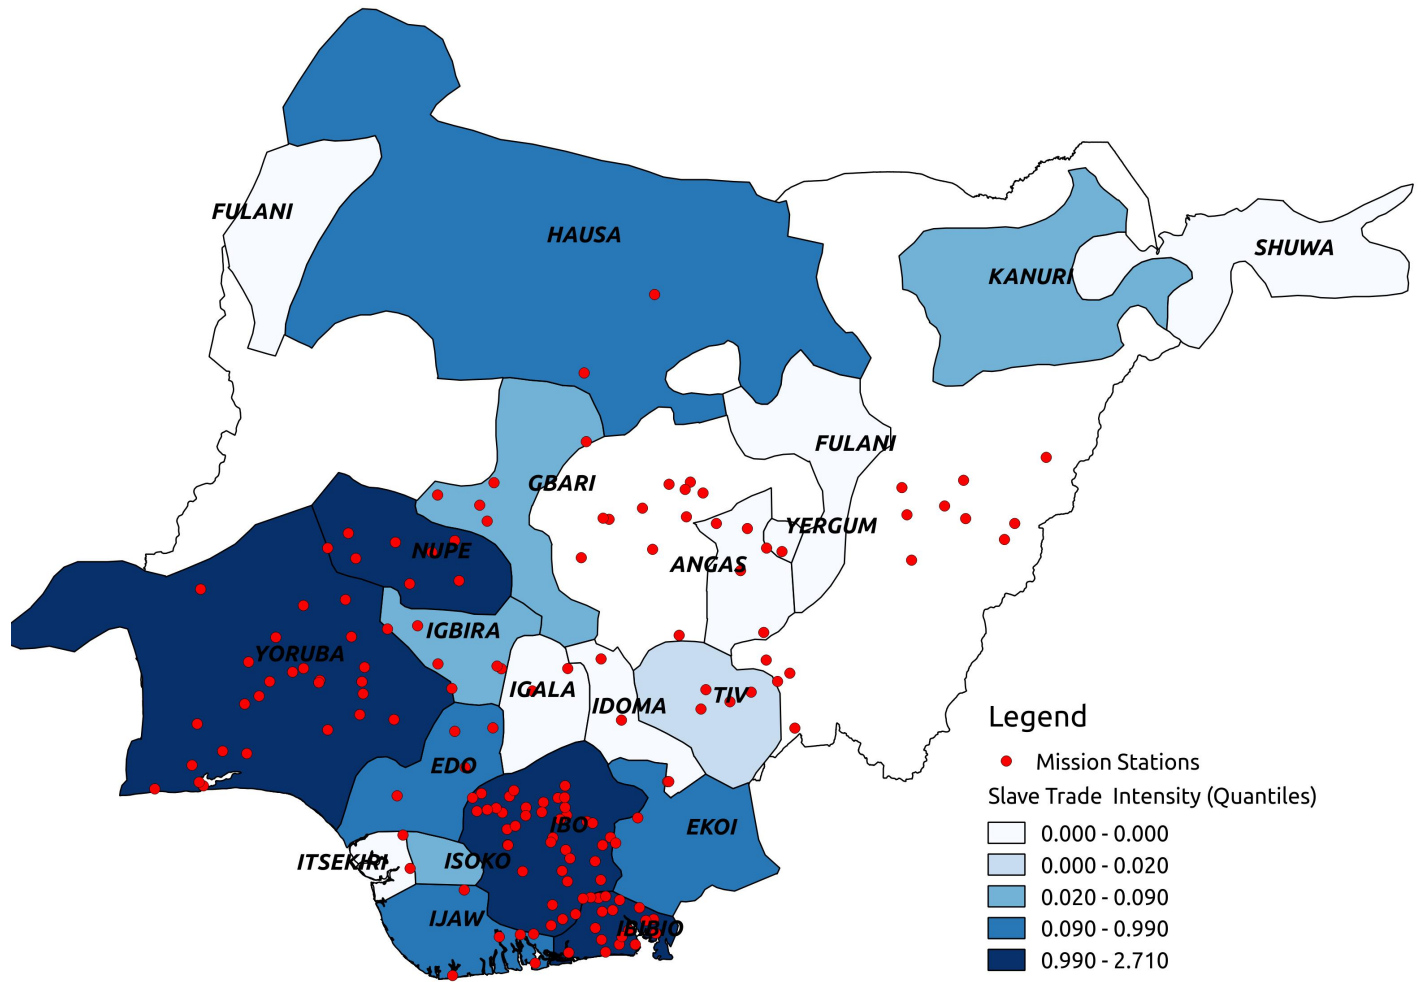 FULANI
HAUSA
SHUWA
KANURI
FULANI
GBARI
YERGUM
NUPE
ANGAS
IGBIRA
YORUBA
IGALA
TIV
IDOMA
EDO
IBO
EKOI
ITSEKIRI
ISOKO
IJAW
IBIBIO
Legend
Mission Stations
Slave Trade Intensity (Quantiles)
0.000 - 0.000
0.000 - 0.020
0.020 - 0.090
0.090 - 0.990
0.990 - 2.710